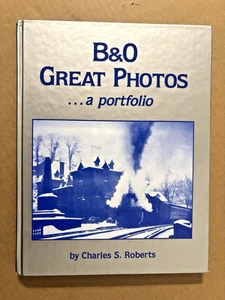 B&O
GREAT PHOTOS
...a portfolio
by Charles S. Roberts